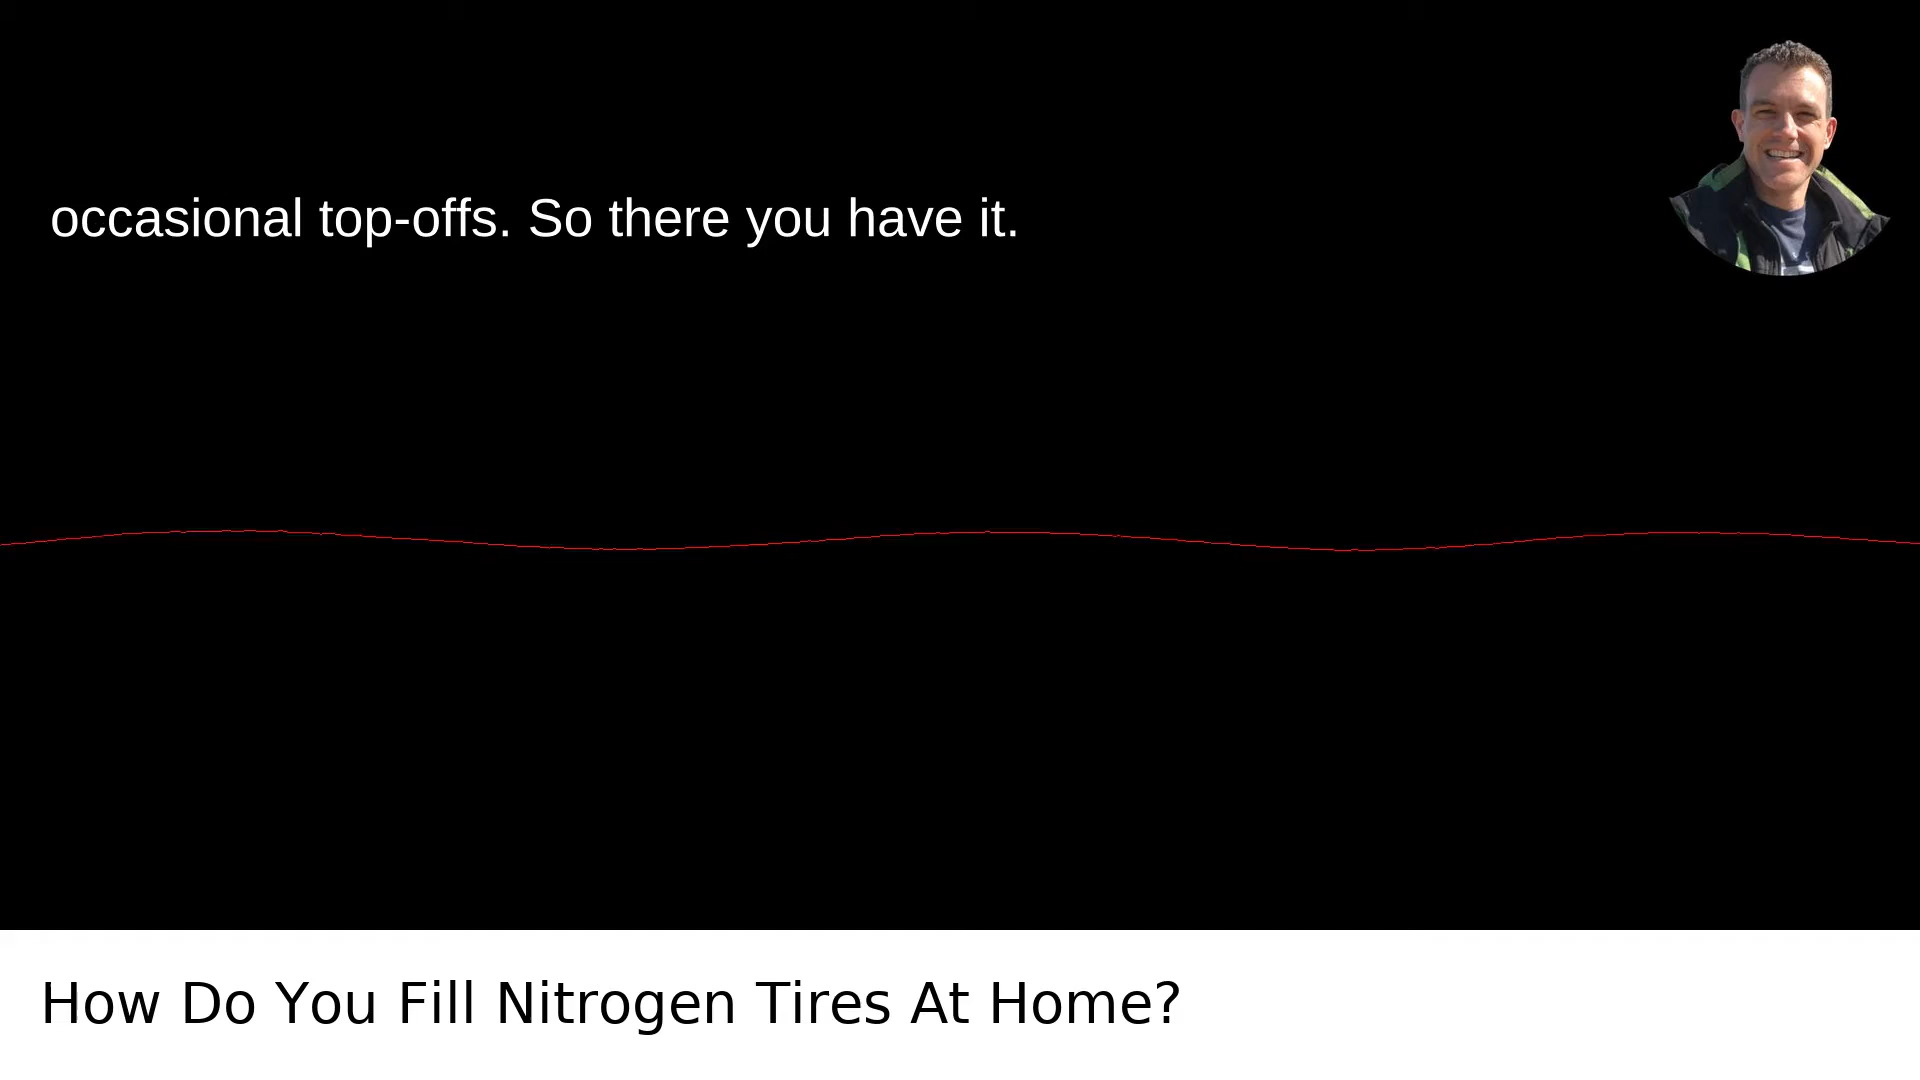 occasional top-offs. So there you have it.
How Do You Fill Nitrogen Tires At Home?